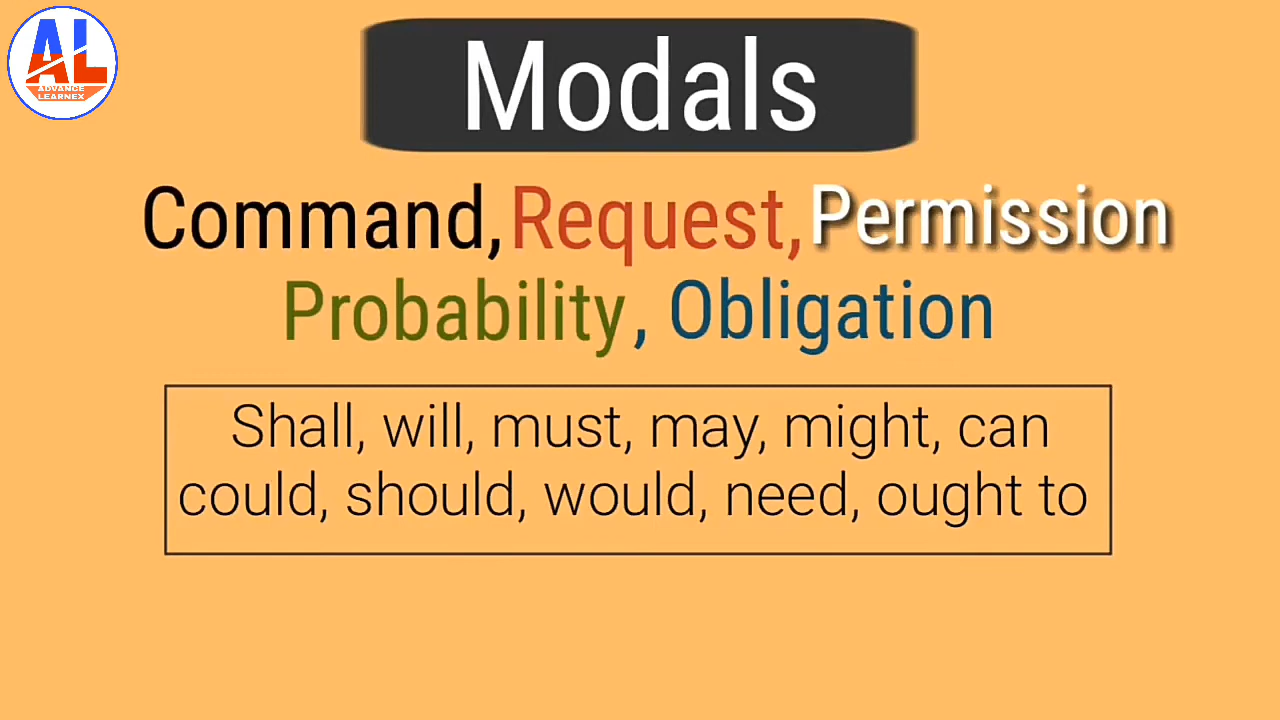 AL
ADVANCE
LEARNEX
Modals
Command, Request, Permission
Probability, Obligation
Shall, will, must, may, might, can
could, should, would, need, ought to